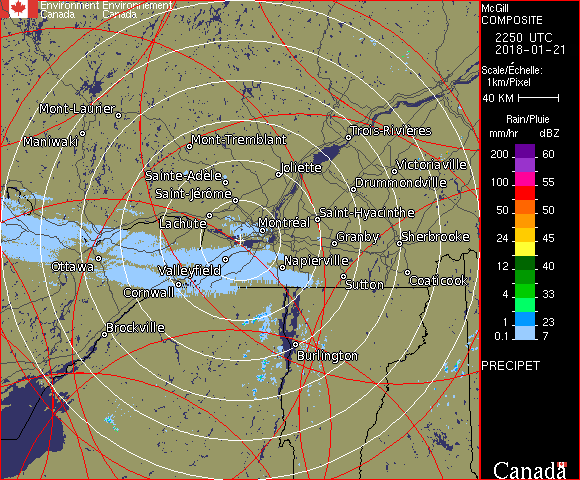 Environment Environnement
Canada Canada
McGill
COMPOSITE
2250 UTC
2018-01-21
Scale/Échelle:
1km/Pixel
40 KM
Rain/Pluie
mm/hr dBZ
200 60
100 55
50 50
24 45
12 40
4 33
1 23
0.1 7
PRECIPET
Canada
Mont-Laurier
Maniwaki
Mont-Tremblant
Trois-Rivières
Sainte-Adèle
Joliette
Victoriaville
Saint-Jérôme
Drummondville
Lachute
Montréal
Saint-Hyacinthe
Granby
Sherbrooke
Ottawa
Valleyfield
Napierville
Cornwall
Sutton
Coaticook
Brockville
Burlington